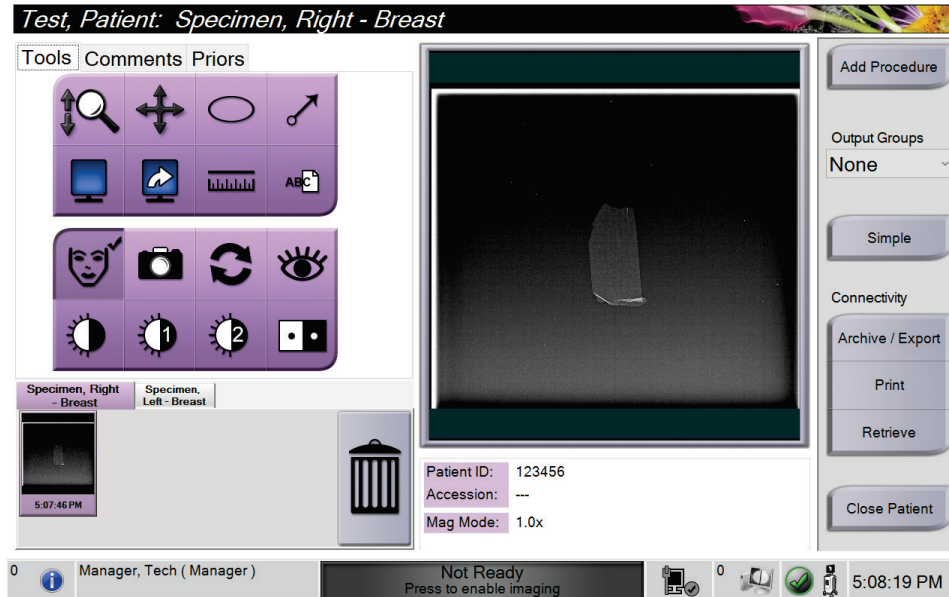 Test, Patient:  Specimen, Right - Breast
Tools Comments Priors
ABC
1
2
Specimen, Right
- Breast
Specimen,
Left - Breast
5:07:46 PM
Patient ID: 123456
Accession: ---
Mag Mode: 1.0x
Add Procedure
Output Groups
None
Simple
Connectivity
Archive / Export
Print
Retrieve
Close Patient
0
Manager, Tech ( Manager )
Not Ready
Press to enable imaging
0
5:08:19 PM